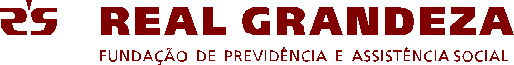 REAL GRANDEZA
FUNDAÇÃO DE PREVIDÊNCIA E ASSISTÊNCIA SOCIAL